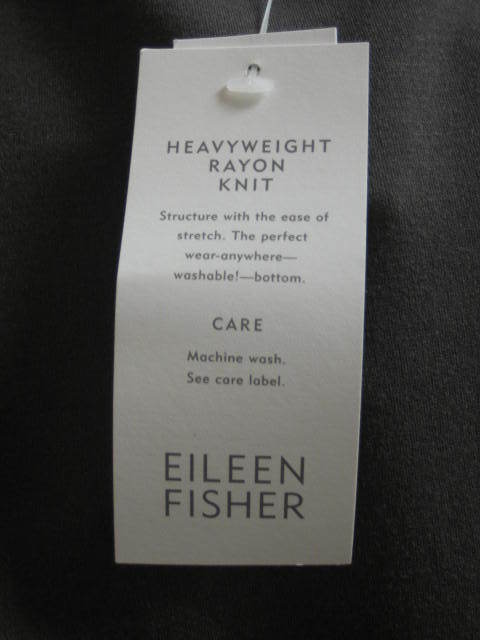 HEAVYWEIGHT
RAYON
KNIT
Structure with the ease of
stretch. The perfect
wear-anywhere—
washable!—bottom.
CARE
Machine wash.
See care label.
EILEEN
FISHER